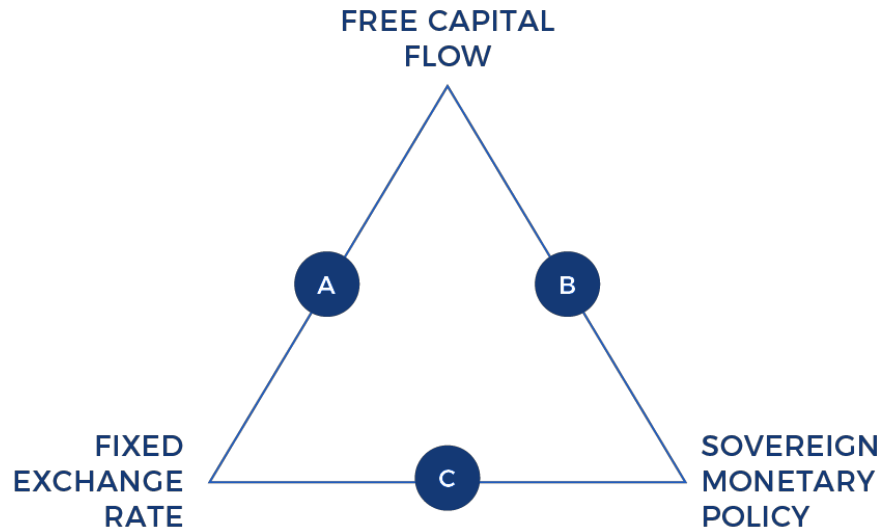 FREE CAPITAL
FLOW
A
B
FIXED
EXCHANGE
RATE
C
SOVEREIGN
MONETARY
POLICY